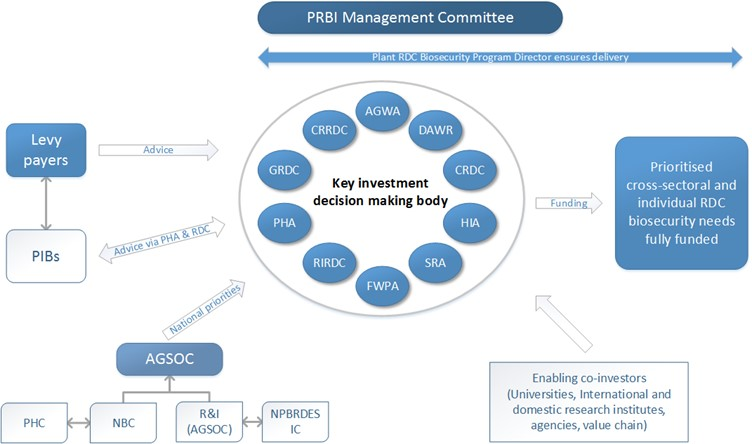 PRBI Management Committee
Plant RDC Biosecurity Program Director ensures delivery
AGWA
CRRDC
DAWR
GRDC
CRDC
Key investment
decision making body
PHA
HIA
RIRDC
SRA
FWPA
Levy
payers
Advice
PIBs
Advice via PHA & RDC
National priorities
Funding
Prioritised
cross-sectoral and
individual RDC
biosecurity needs
fully funded
AGSOC
PHC
NBC
R&I
(AGSOC)
NPBRDES
IC
Enabling co-investors
(Universities, International and
domestic research institutes,
agencies, value chain)